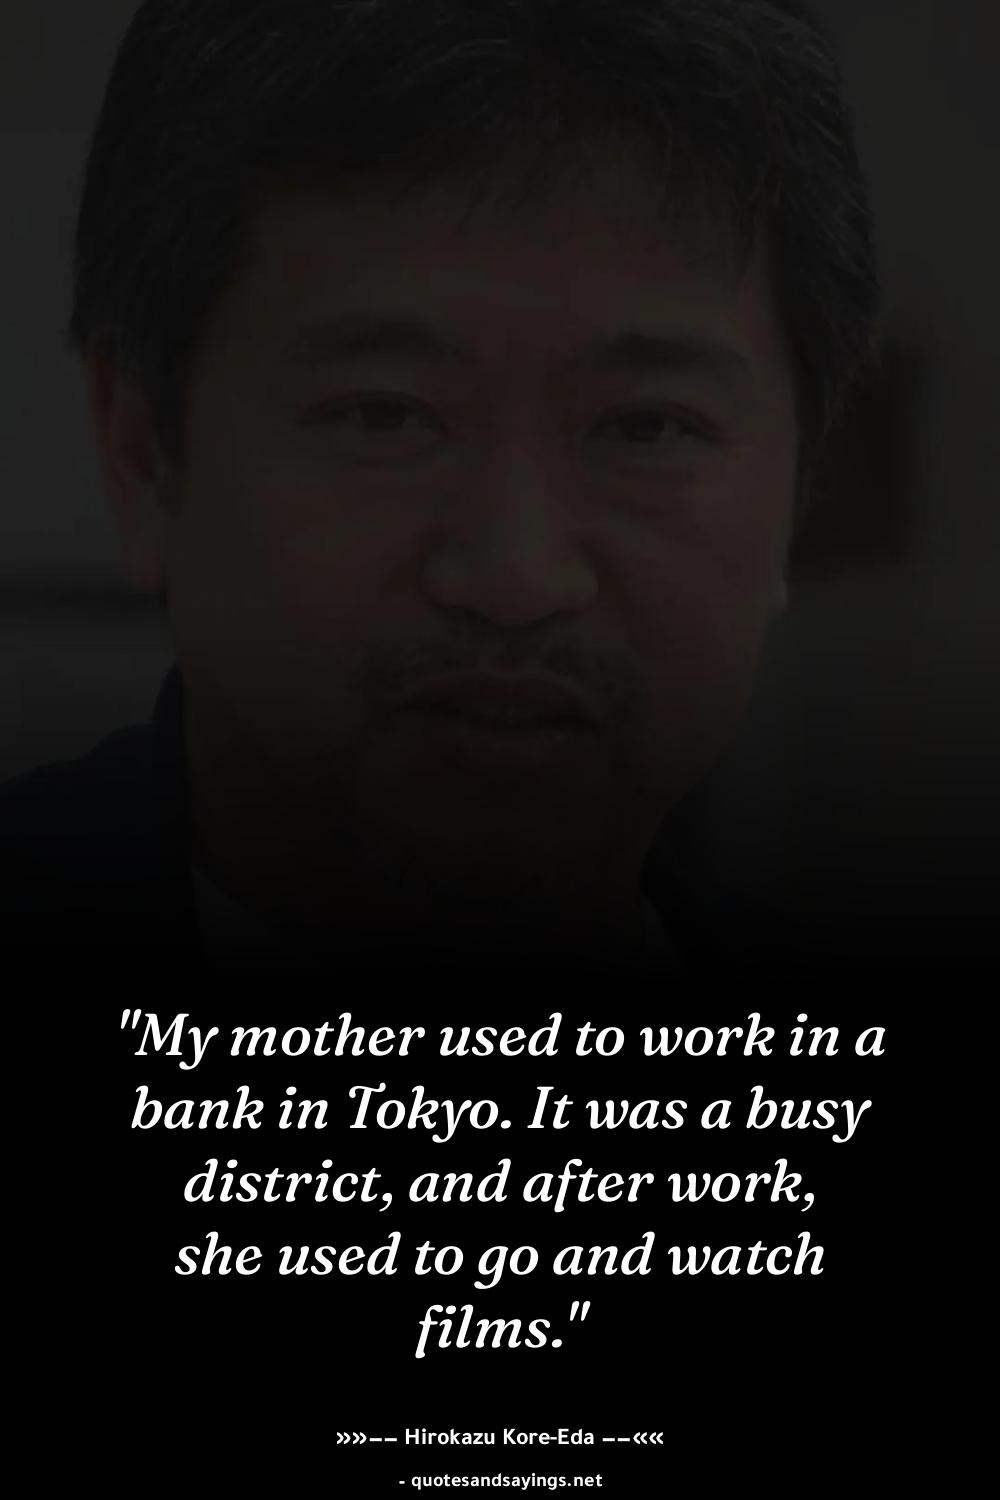 "My mother used to work in a
bank in Tokyo. It was a busy
district, and after work,
she used to go and watch
films."
»»–– Hirokazu Kore-Eda ––««
- quotesandsayings.net